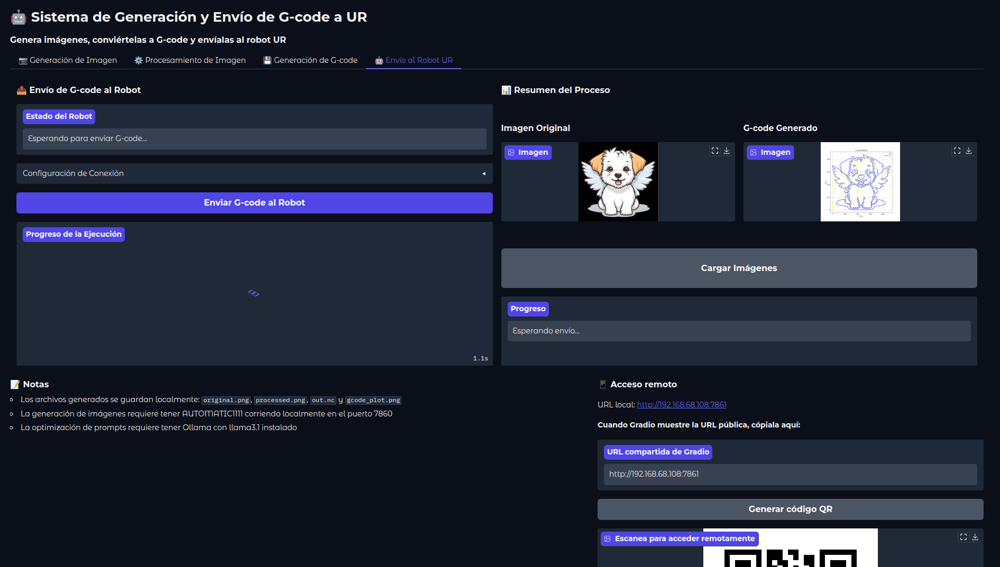 🤖 Sistema de Generación y Envío de G-code a UR
Genera imágenes, conviértelas a G-code y envíalas al robot UR
📷 Generación de Imagen
⚙️ Procesamiento de Imagen
💾 Generación de G-code
🤖 Envío al Robot UR
📤 Envío de G-code al Robot
Estado del Robot
Esperando para enviar G-code...
Configuración de Conexión
Enviar G-code al Robot
Progreso de la Ejecución
1.1s
📊 Resumen del Proceso
Imagen Original
Imagen
G-code Generado
Imagen
Cargar Imágenes
Progreso
Esperando envío...
📝 Notas
Los archivos generados se guardan localmente: original.png, processed.png, out.nc y gcode_plot.png
La generación de imágenes requiere tener AUTOMATIC1111 corriendo localmente en el puerto 7860
La optimización de prompts requiere tener Ollama con llama3.1 instalado
📱 Acceso remoto
URL local: http://192.168.68.108:7861
Cuando Gradio muestre la URL pública, cópiala aquí:
URL compartida de Gradio
http://192.168.68.108:7861
Generar código QR
Escanea para acceder remotamente